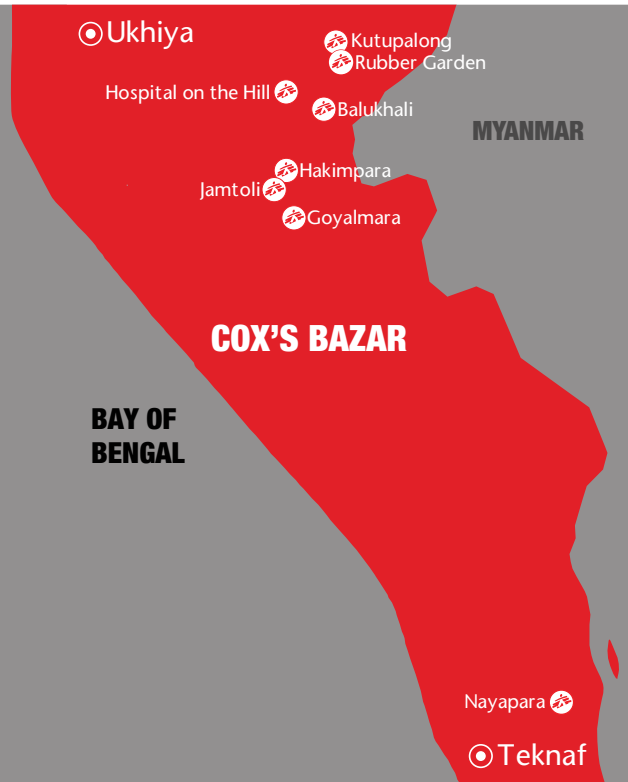 Ukhiya
Kutupalong
Rubber Garden
Hospital on the Hill
Balukhali
MYANMAR
Hakimpara
Jamtoli
Goyalmara
COX'S BAZAR
BAY OF
BENGAL
Nayapara
Teknaf